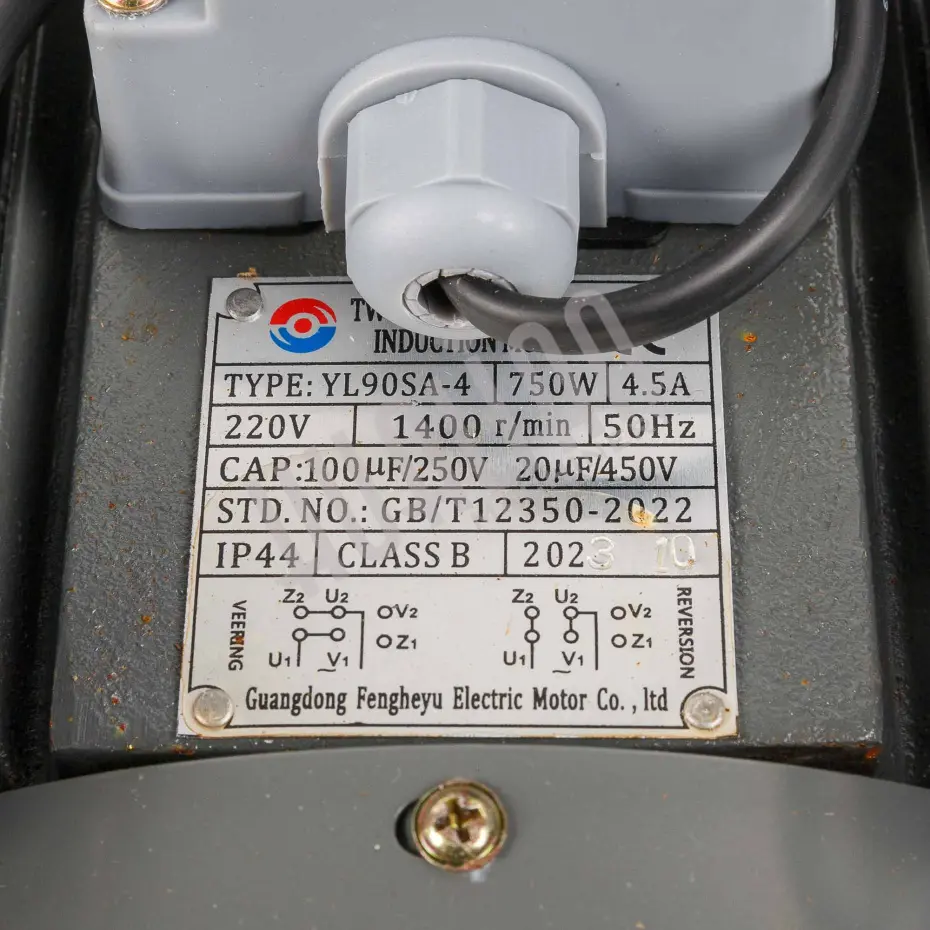 TW
INDUCTION
TYPE: YL90SA-4 750W 4.5A
220V 1400 r/min 50Hz
CAP:100μF/250V 20μF/450V
STD. NO.: GB/T12350-2022
IP44 CLASS B 2023 10
VEERING Z2 U2 V2 Z1 U1 V1
Z2 U2 V2 Z1 U1 V1 REVERSION
Guangdong Fengheyu Electric Motor Co., ltd